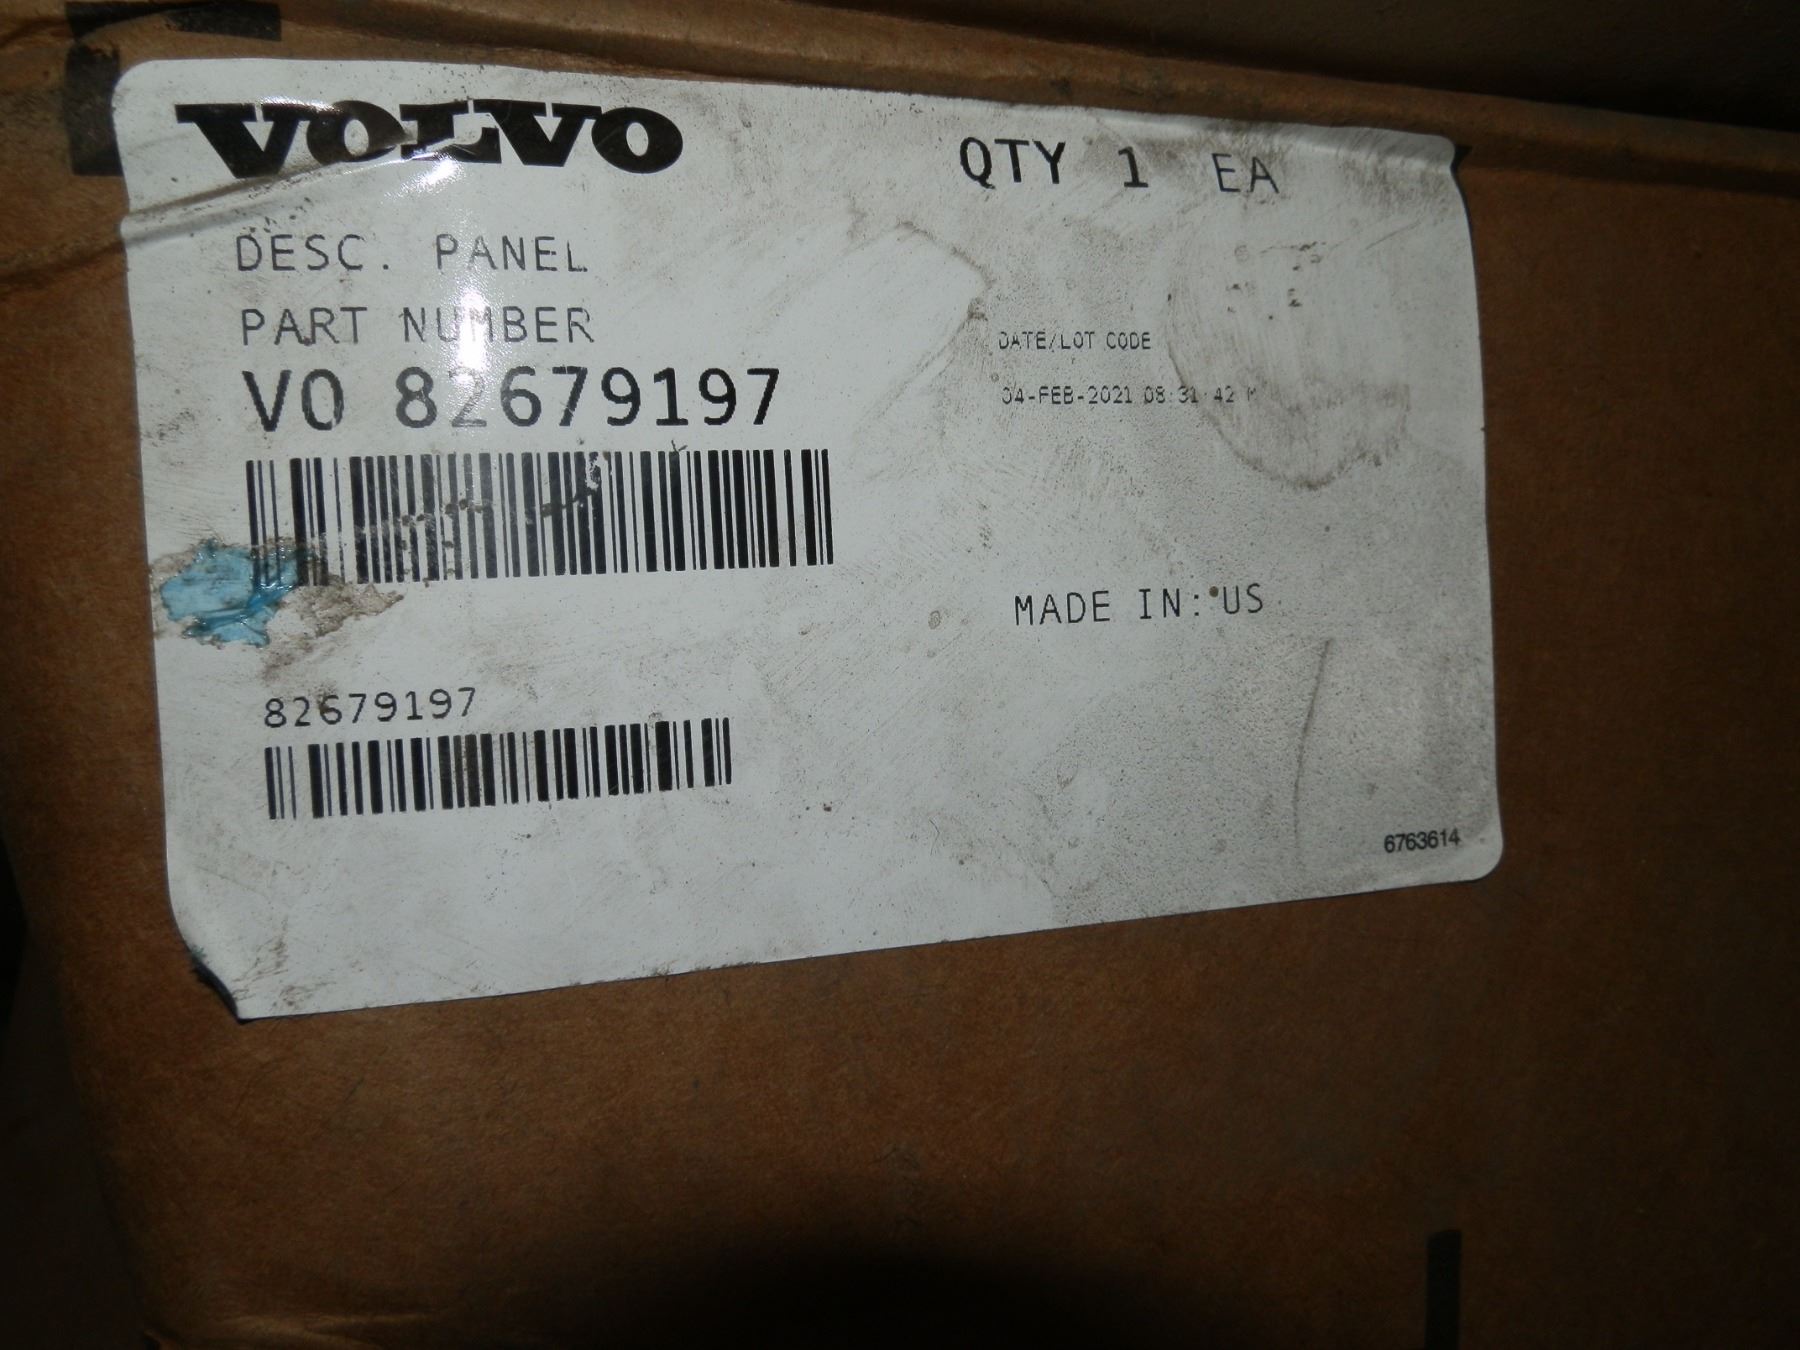 VOLVO
QTY 1 EA
DESC. PANEL
PART NUMBER
VO 82679197
DATE/LOT CODE
04-FEB-2021 08:31:42
MADE IN: US
82679197
6763614